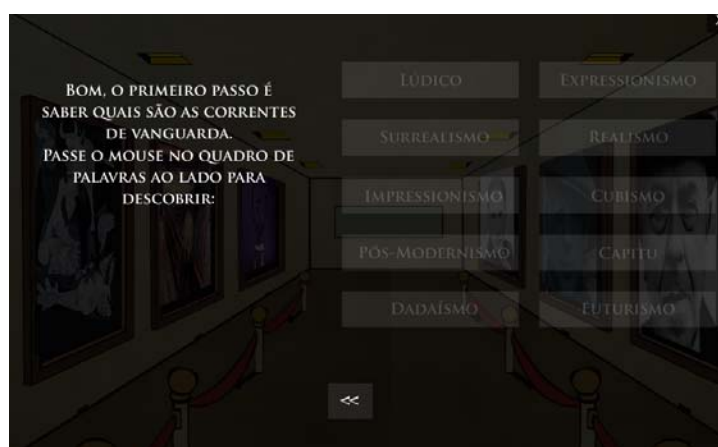 BOM, O PRIMEIRO PASSO É
SABER QUAIS SÃO AS CORRENTES
DE VANGUARDA.
PASSE O MOUSE NO QUADRO DE
PALAVRAS AO LADO PARA
DESCOBRIR:
LÚDICO
EXPRESSIONISMO
SURREALISMO
REALISMO
IMPRESSIONISMO
CUBISMO
PÓS-MODERNISMO
CAPITU
DADAÍSMO
FUTURISMO
<<